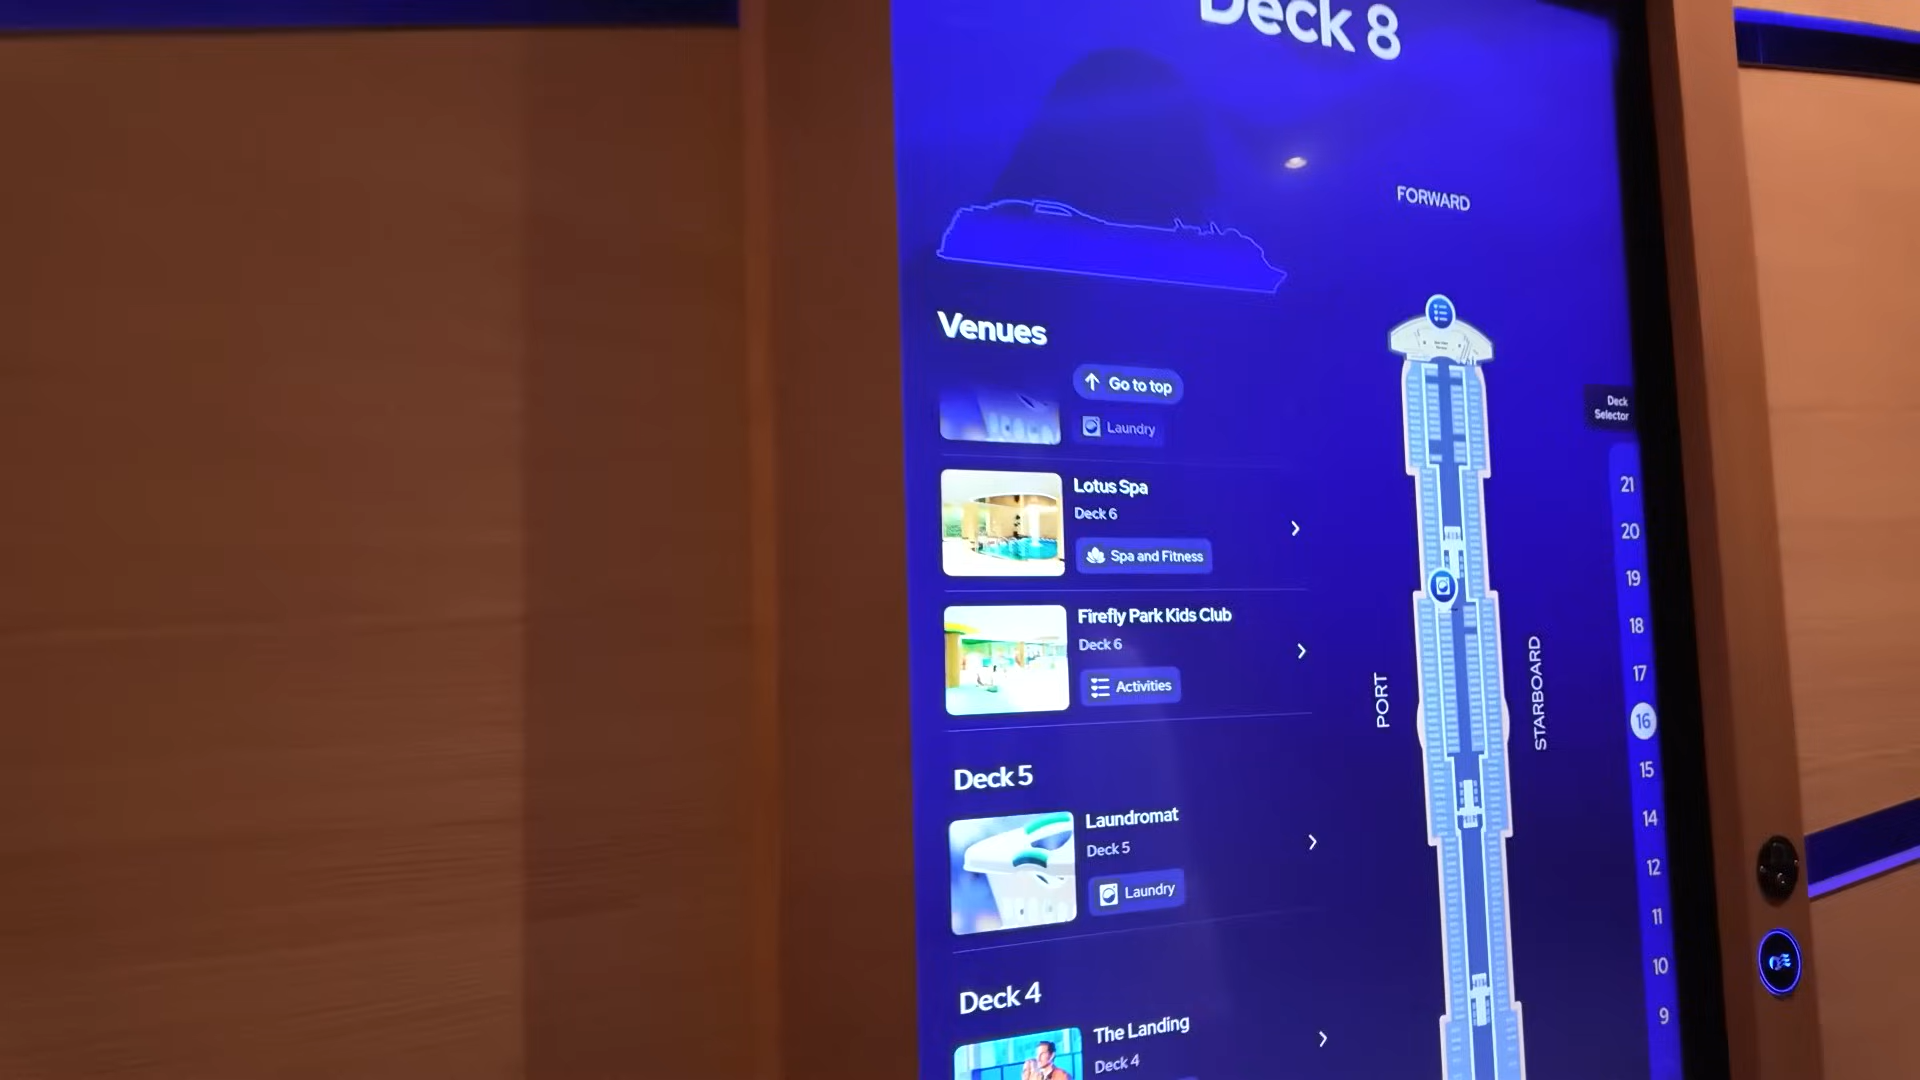 Deck 8
FORWARD
Venues
Go to top
Laundry
Lotus Spa
Deck 6
Spa and Fitness
Firefly Park Kids Club
Deck 6
Activities
Deck 5
Laundromat
Deck 5
Laundry
Deck 4
The Landing
Deck 4
PORT
STARBOARD
Deck
Selector
21
20
19
18
17
16
15
14
12
11
10
9